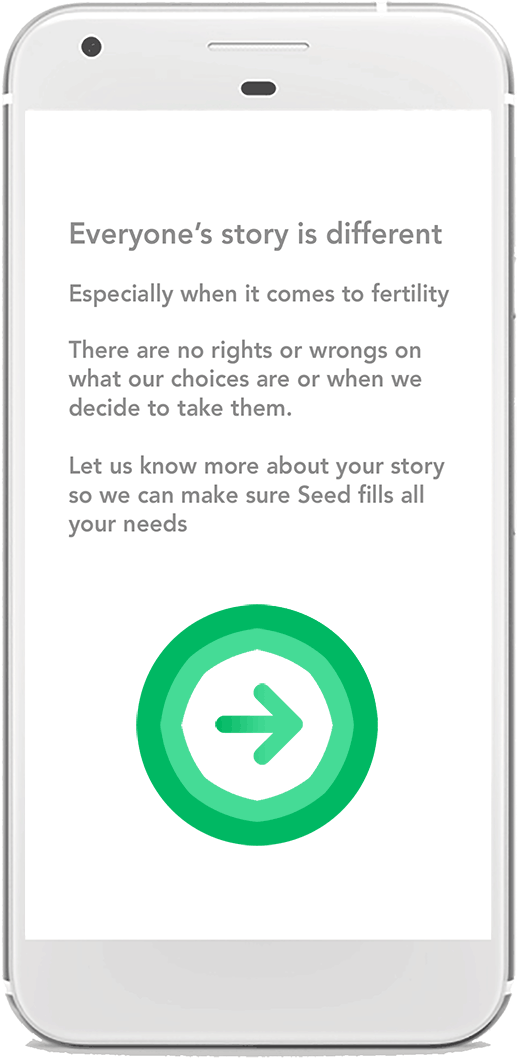 Everyone’s story is different
Especially when it comes to fertility
There are no rights or wrongs on
what our choices are or when we
decide to take them.
Let us know more about your story
so we can make sure Seed fills all
your needs